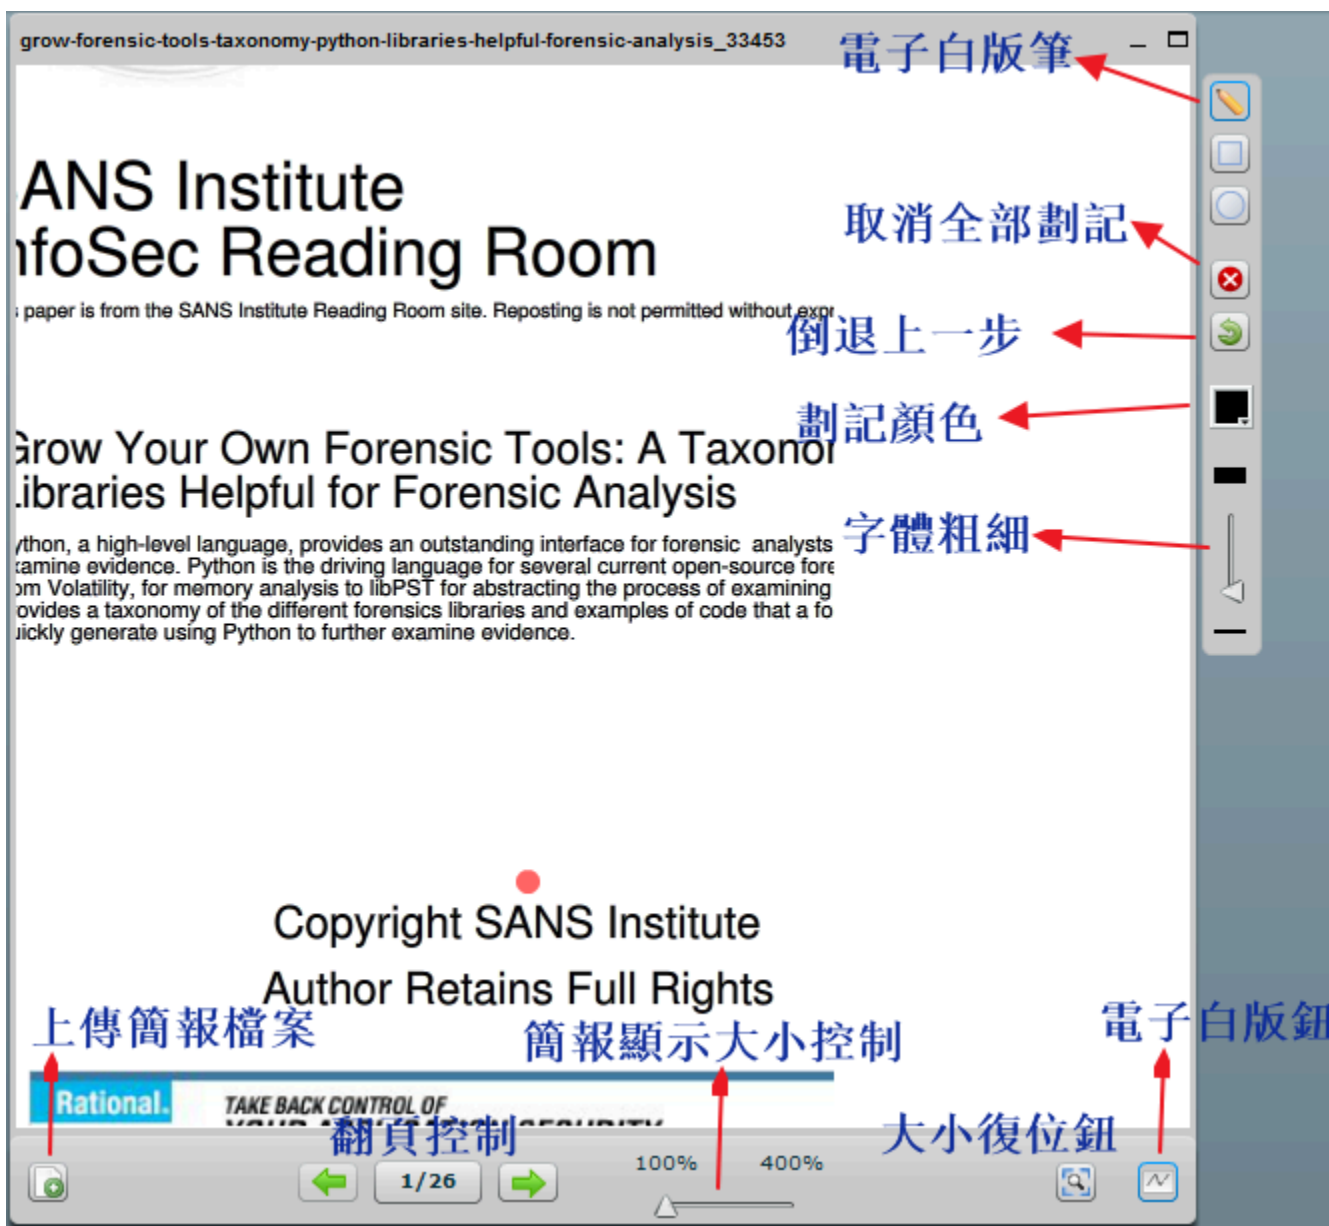 grow-forensic-tools-taxonomy-python-libraries-helpful-forensic-analysis_33453
電子白版筆
ANS Institute
nfoSec Reading Room
取消全部劃記
paper is from the SANS Institute Reading Room site. Reposting is not permitted without expr
倒退上一步
劃記顏色
Grow Your Own Forensic Tools: A Taxonor
Libraries Helpful for Forensic Analysis
字體粗細
ython, a high-level language, provides an outstanding interface for forensic analysts
xamine evidence. Python is the driving language for several current open-source fore
om Volatility, for memory analysis to libPST for abstracting the process of examining
ovides a taxonomy of the different forensics libraries and examples of code that a fo
uickly generate using Python to further examine evidence.
Copyright SANS Institute
Author Retains Full Rights
上傳簡報檔案
簡報顯示大小控制
電子白版鈕
Rational.
TAKE BACK CONTROL OF
翻頁控制
大小復位鈕
100% 400%
1/26